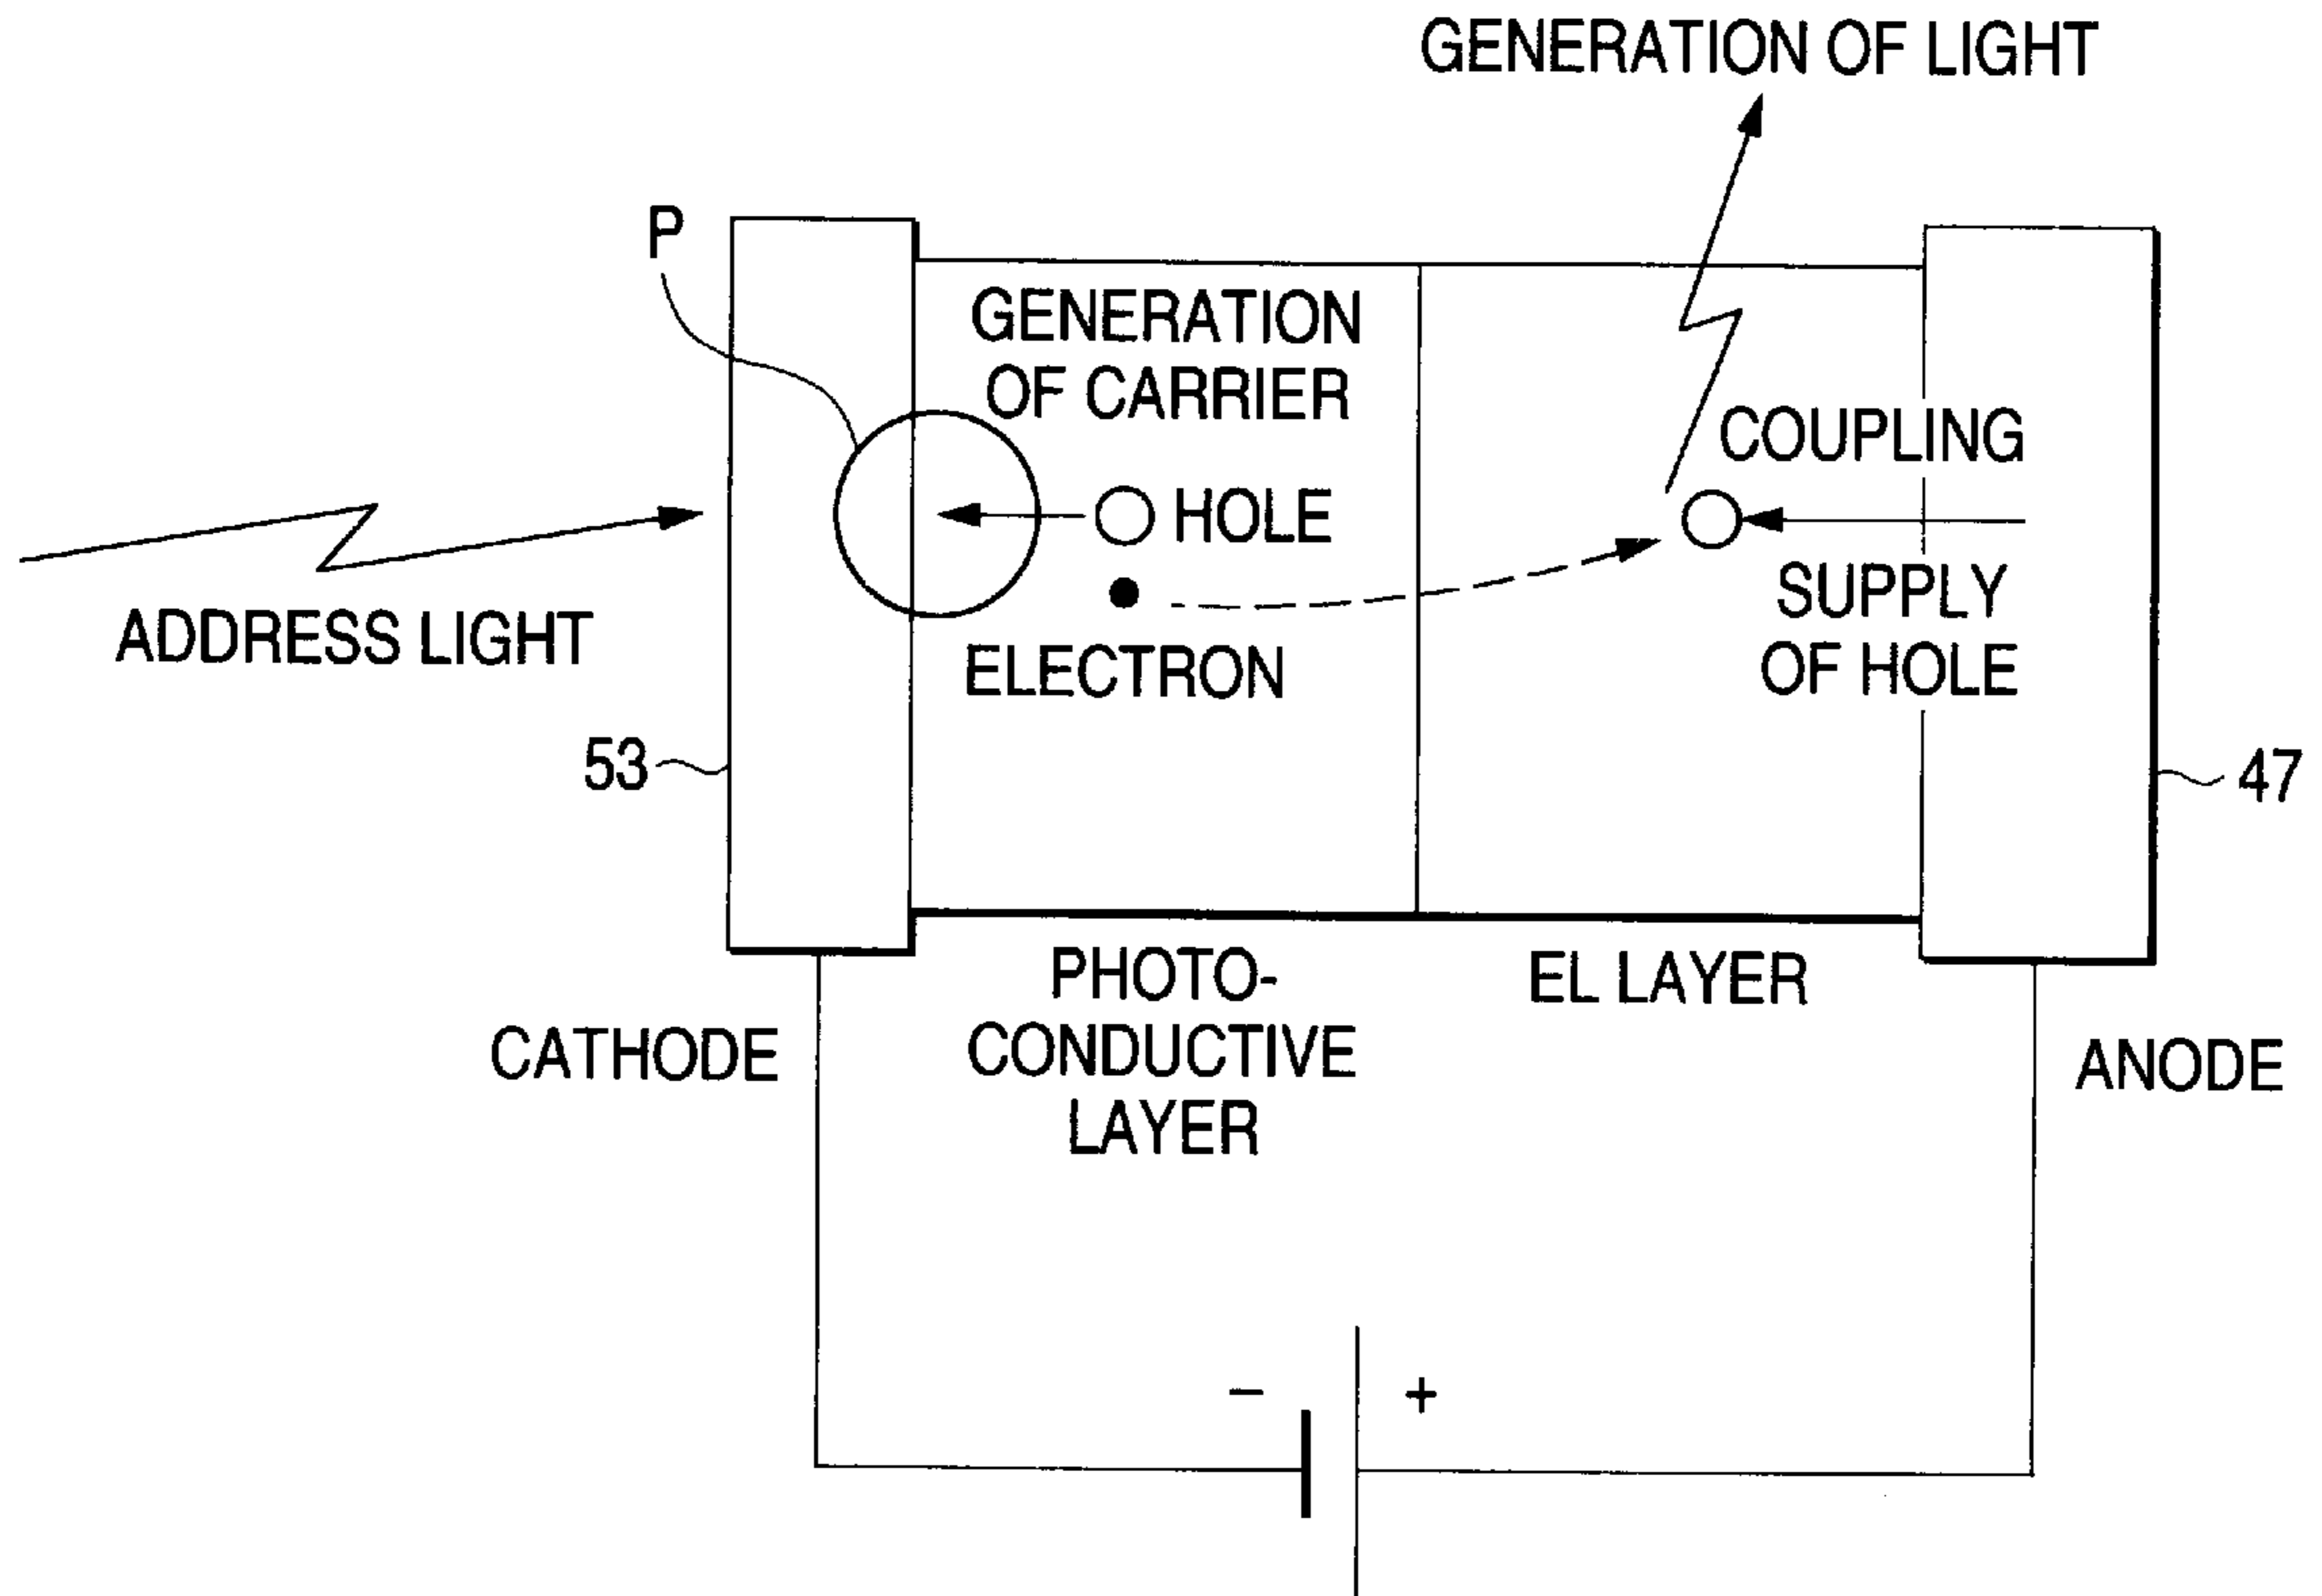 GENERATION OF LIGHT
P
GENERATION
OF CARRIER
COUPLING
HOLE
ADDRESS LIGHT
ELECTRON
SUPPLY
OF HOLE
53
47
PHOTO-
CONDUCTIVE
LAYER
EL LAYER
CATHODE
ANODE
− +